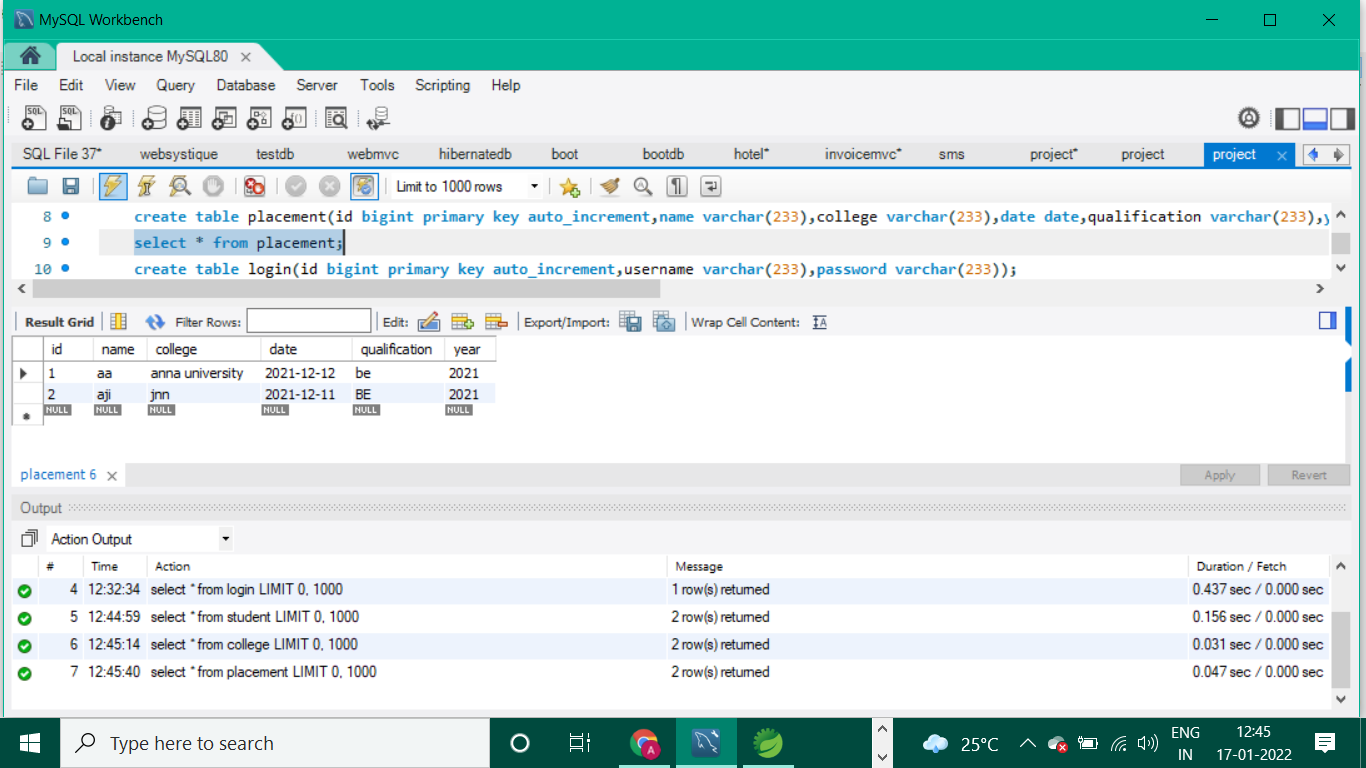 MySQL Workbench
Local instance MySQL80
File Edit View Query Database Server Tools Scripting Help
SQL File 37* websystique testdb webmvc hibernatedb boot bootdb hotel* invoicemvc* sms project* project project
Limit to 1000 rows
8 create table placement(id bigint primary key auto_increment,name varchar(233),college varchar(233),date date,qualification varchar(233),y
9 select * from placement;
10 create table login(id bigint primary key auto_increment,username varchar(233),password varchar(233));
Result Grid Filter Rows: Edit: Export/Import: Wrap Cell Content:
id name college date qualification year
1 aa anna university 2021-12-12 be 2021
2 aji jnn 2021-12-11 BE 2021
NULL NULL NULL NULL NULL NULL
placement 6 Apply Revert
Output
Action Output
# Time Action Message Duration / Fetch
4 12:32:34 select * from login LIMIT 0, 1000 1 row(s) returned 0.437 sec / 0.000 sec
5 12:44:59 select * from student LIMIT 0, 1000 2 row(s) returned 0.156 sec / 0.000 sec
6 12:45:14 select * from college LIMIT 0, 1000 2 row(s) returned 0.031 sec / 0.000 sec
7 12:45:40 select * from placement LIMIT 0, 1000 2 row(s) returned 0.047 sec / 0.000 sec
Type here to search
25°C
ENG
IN
12:45
17-01-2022